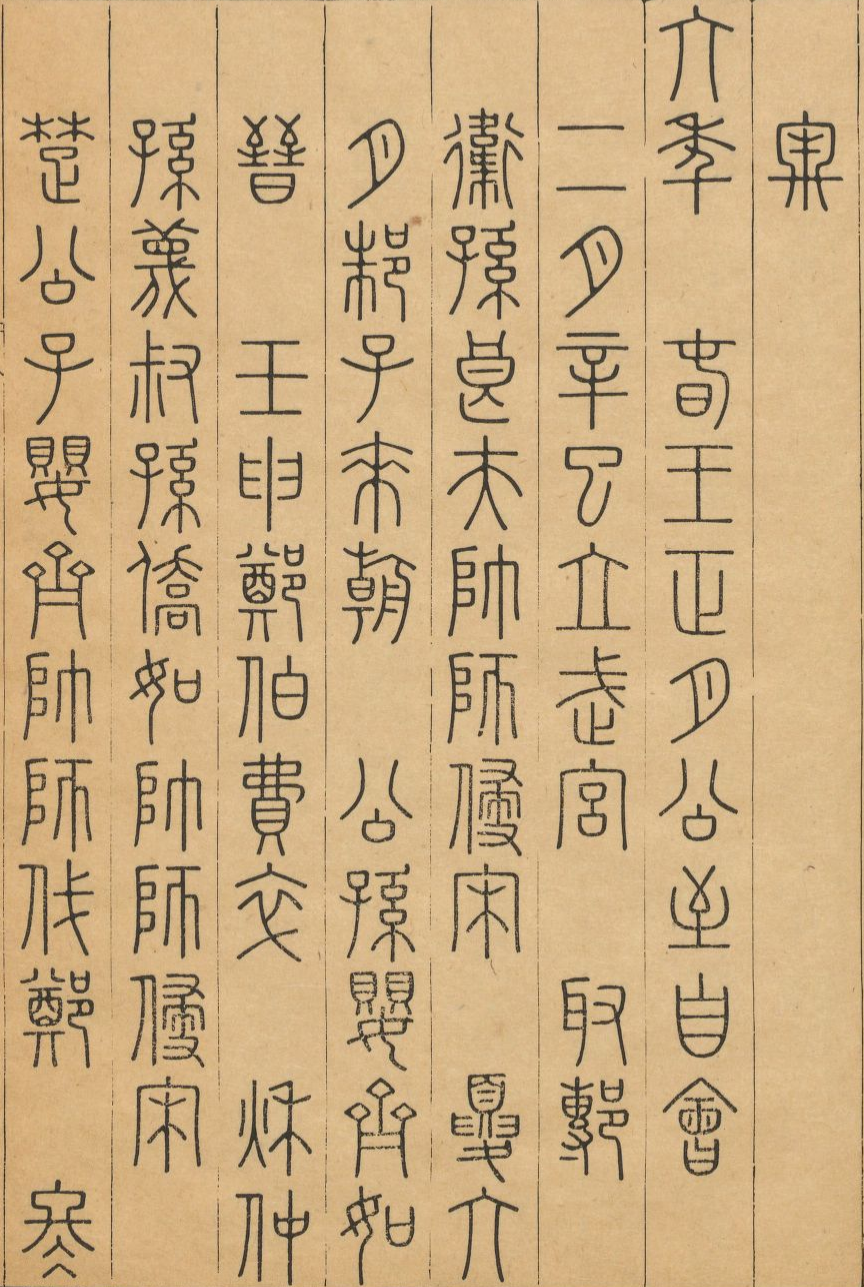 牢
六年　春王正月公至自會
二月辛巳立武宮　取鄟
衛孫良夫帥師侵宋　夏六
月邾子來朝　公孫嬰齊如
晉　壬申鄭伯費卒　秋仲
孫蔑叔孫僑如帥師侵宋
楚公子嬰齊帥師伐鄭　冬